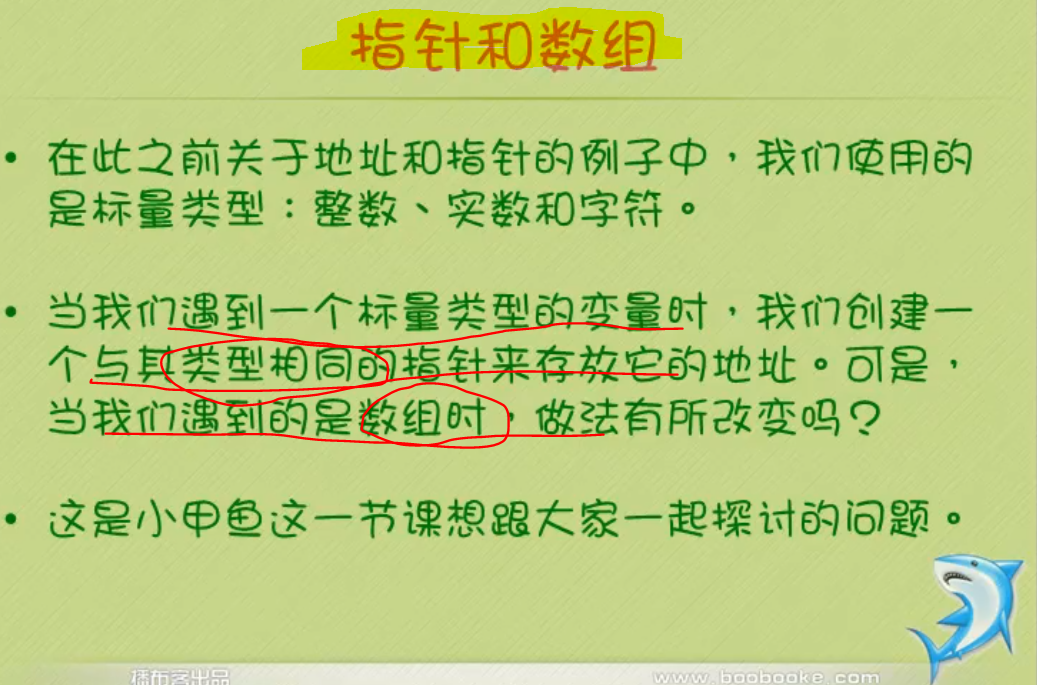 指针和数组
• 在此之前关于地址和指针的例子中，我们使用的
是标量类型：整数、实数和字符。
• 当我们遇到一个标量类型的变量时，我们创建一
个与其类型相同的指针来存放它的地址。可是，
当我们遇到的是数组时，做法有所改变吗？
• 这是小甲鱼这一节课想跟大家一起探讨的问题。
播布客出品
www.boobooke.com